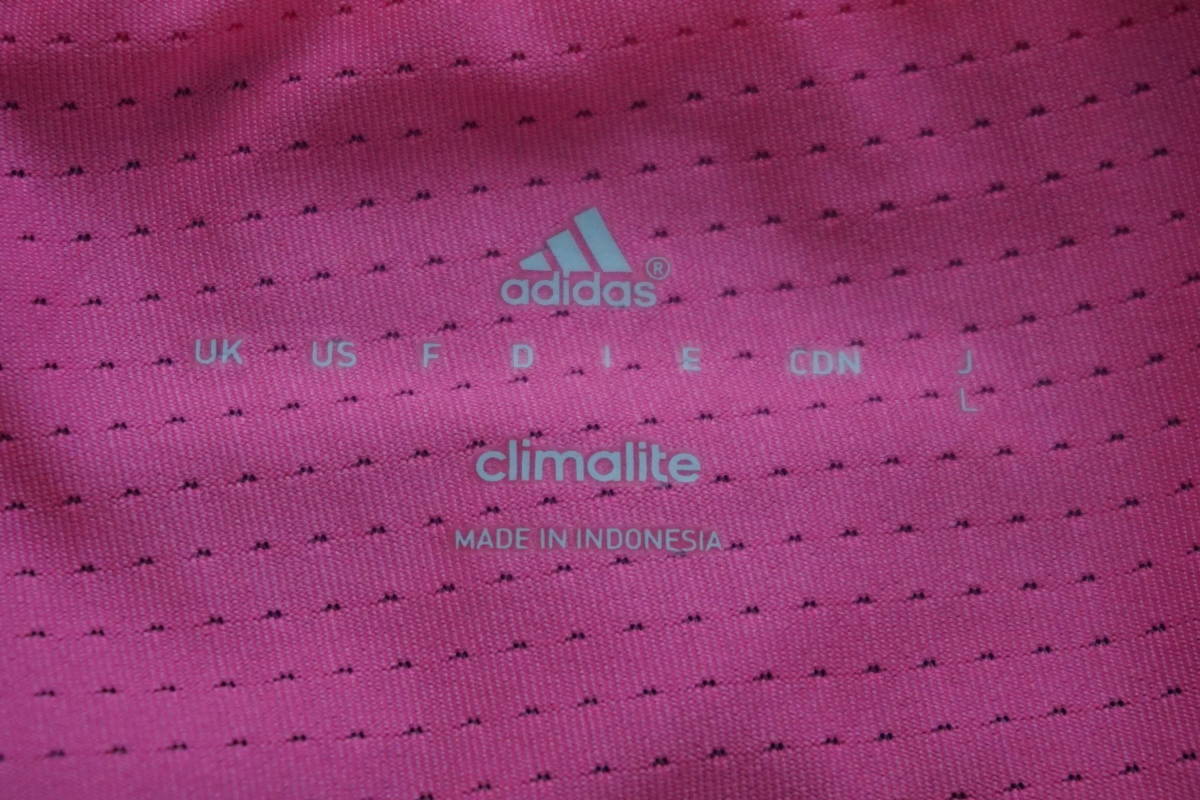 adidas®
UK US F D I E CDN J
L
climalite
MADE IN INDONESIA